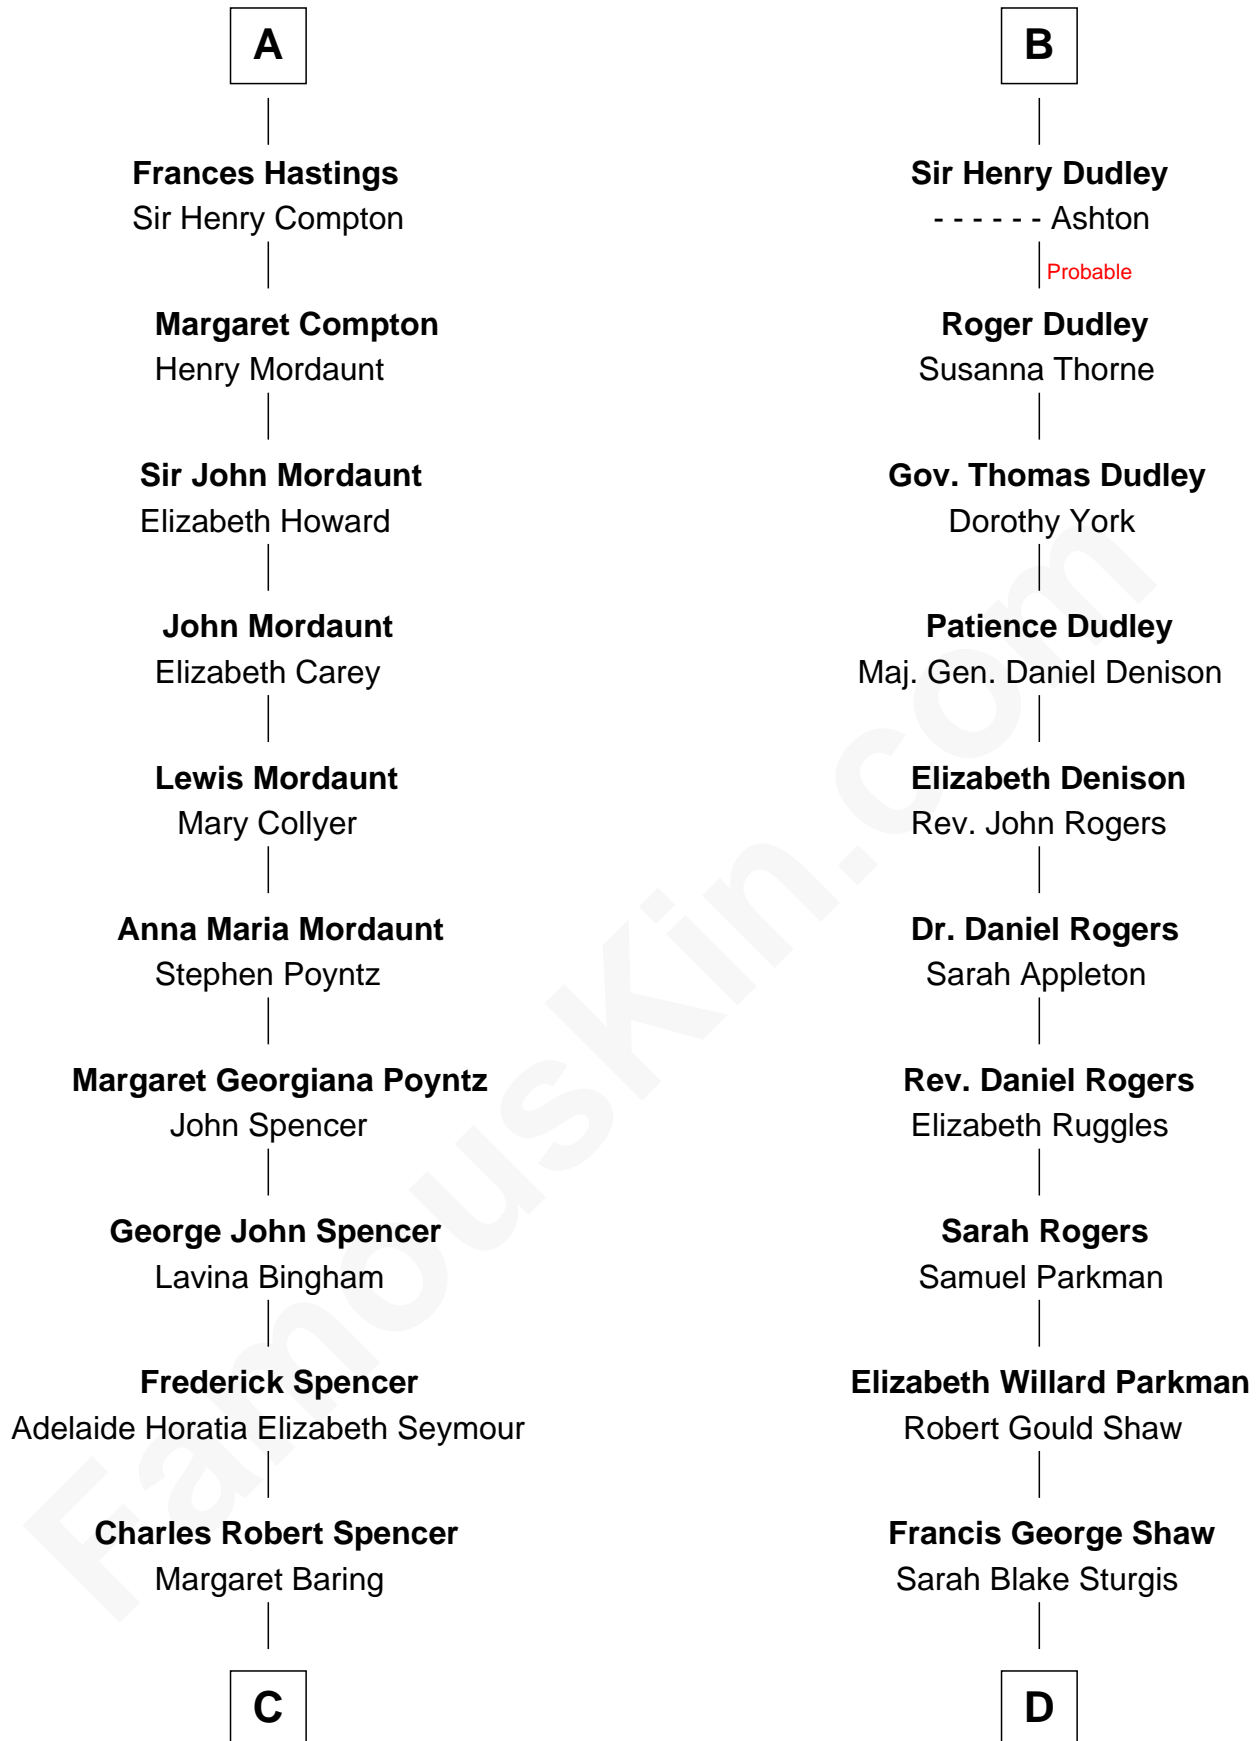 A
Frances Hastings
Sir Henry Compton
Margaret Compton
Henry Mordaunt
Sir John Mordaunt
Elizabeth Howard
John Mordaunt
Elizabeth Carey
Lewis Mordaunt
Mary Collyer
Anna Maria Mordaunt
Stephen Poyntz
Margaret Georgiana Poyntz
John Spencer
George John Spencer
Lavina Bingham
Frederick Spencer
Adelaide Horatia Elizabeth Seymour
Charles Robert Spencer
Margaret Baring
C
B
Sir Henry Dudley
- - - - - - Ashton
Probable
Roger Dudley
Susanna Thorne
Gov. Thomas Dudley
Dorothy York
Patience Dudley
Maj. Gen. Daniel Denison
Elizabeth Denison
Rev. John Rogers
Dr. Daniel Rogers
Sarah Appleton
Rev. Daniel Rogers
Elizabeth Ruggles
Sarah Rogers
Samuel Parkman
Elizabeth Willard Parkman
Robert Gould Shaw
Francis George Shaw
Sarah Blake Sturgis
D
FamousKin.com